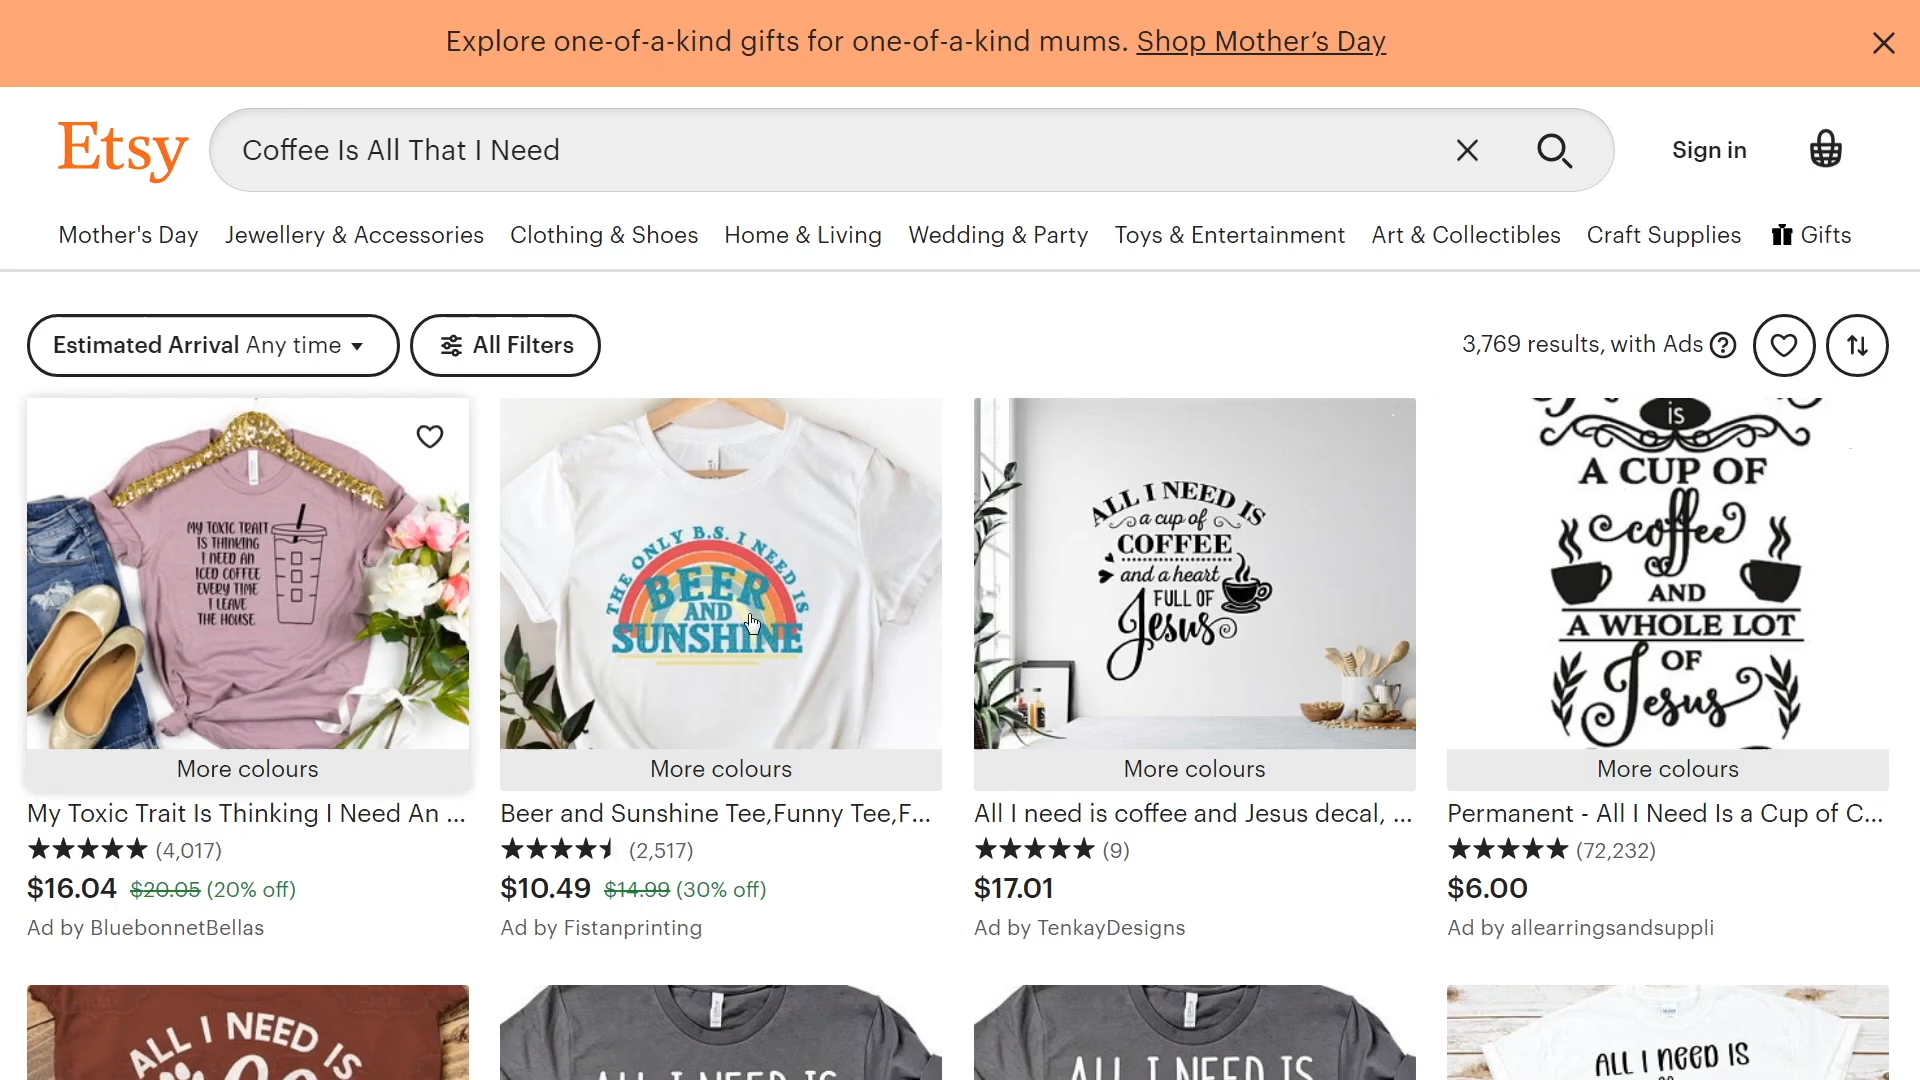 Explore one-of-a-kind gifts for one-of-a-kind mums. Shop Mother's Day
Etsy
Coffee Is All That I Need
Sign in
Mother's Day Jewellery & Accessories Clothing & Shoes Home & Living Wedding & Party Toys & Entertainment Art & Collectibles Craft Supplies Gifts
Estimated Arrival Any time
All Filters
3,769 results, with Ads
MY TOXIC TRAIT
IS THINKING
I NEED AN
ICED COFFEE
EVERY TIME
I LEAVE
THE HOUSE.
THE ONLY B.S. I NEED IS
BEER
AND
SUNSHINE
ALL I NEED IS
a cup of
COFFEE
and a heart
FULL OF
Jesus
is
A CUP OF
coffee
AND
A WHOLE LOT
OF
Jesus
More colours
More colours
More colours
More colours
My Toxic Trait Is Thinking I Need An ...
(4,017)
$16.04 $20.05 (20% off)
Ad by BluebonnetBellas
Beer and Sunshine Tee,Funny Tee,F...
(2,517)
$10.49 $14.99 (30% off)
Ad by Fistanprinting
All I need is coffee and Jesus decal, ...
(9)
$17.01
Ad by TenkayDesigns
Permanent - All I Need Is a Cup of C...
(72,232)
$6.00
Ad by allearringsandsuppli
ALL I NEED IS
ALL I NEED IS
ALL I NEED IS
ALL I NEED IS